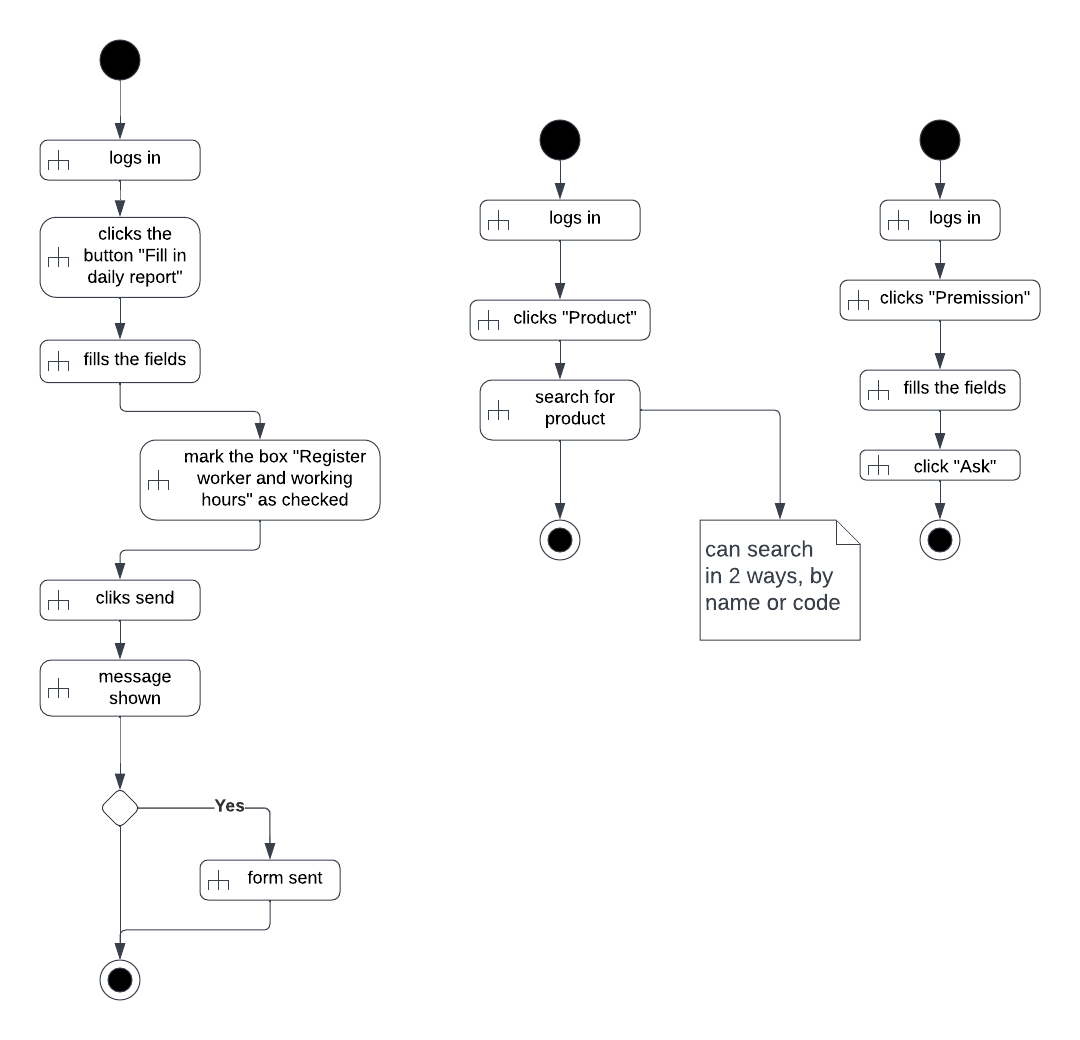 logs in
clicks the
button "Fill in
daily report"
fills the fields
mark the box "Register
worker and working
hours" as checked
cliks send
message
shown
Yes
form sent
logs in
clicks "Product"
search for
product
can search
in 2 ways, by
name or code
logs in
clicks "Premission"
fills the fields
click "Ask"